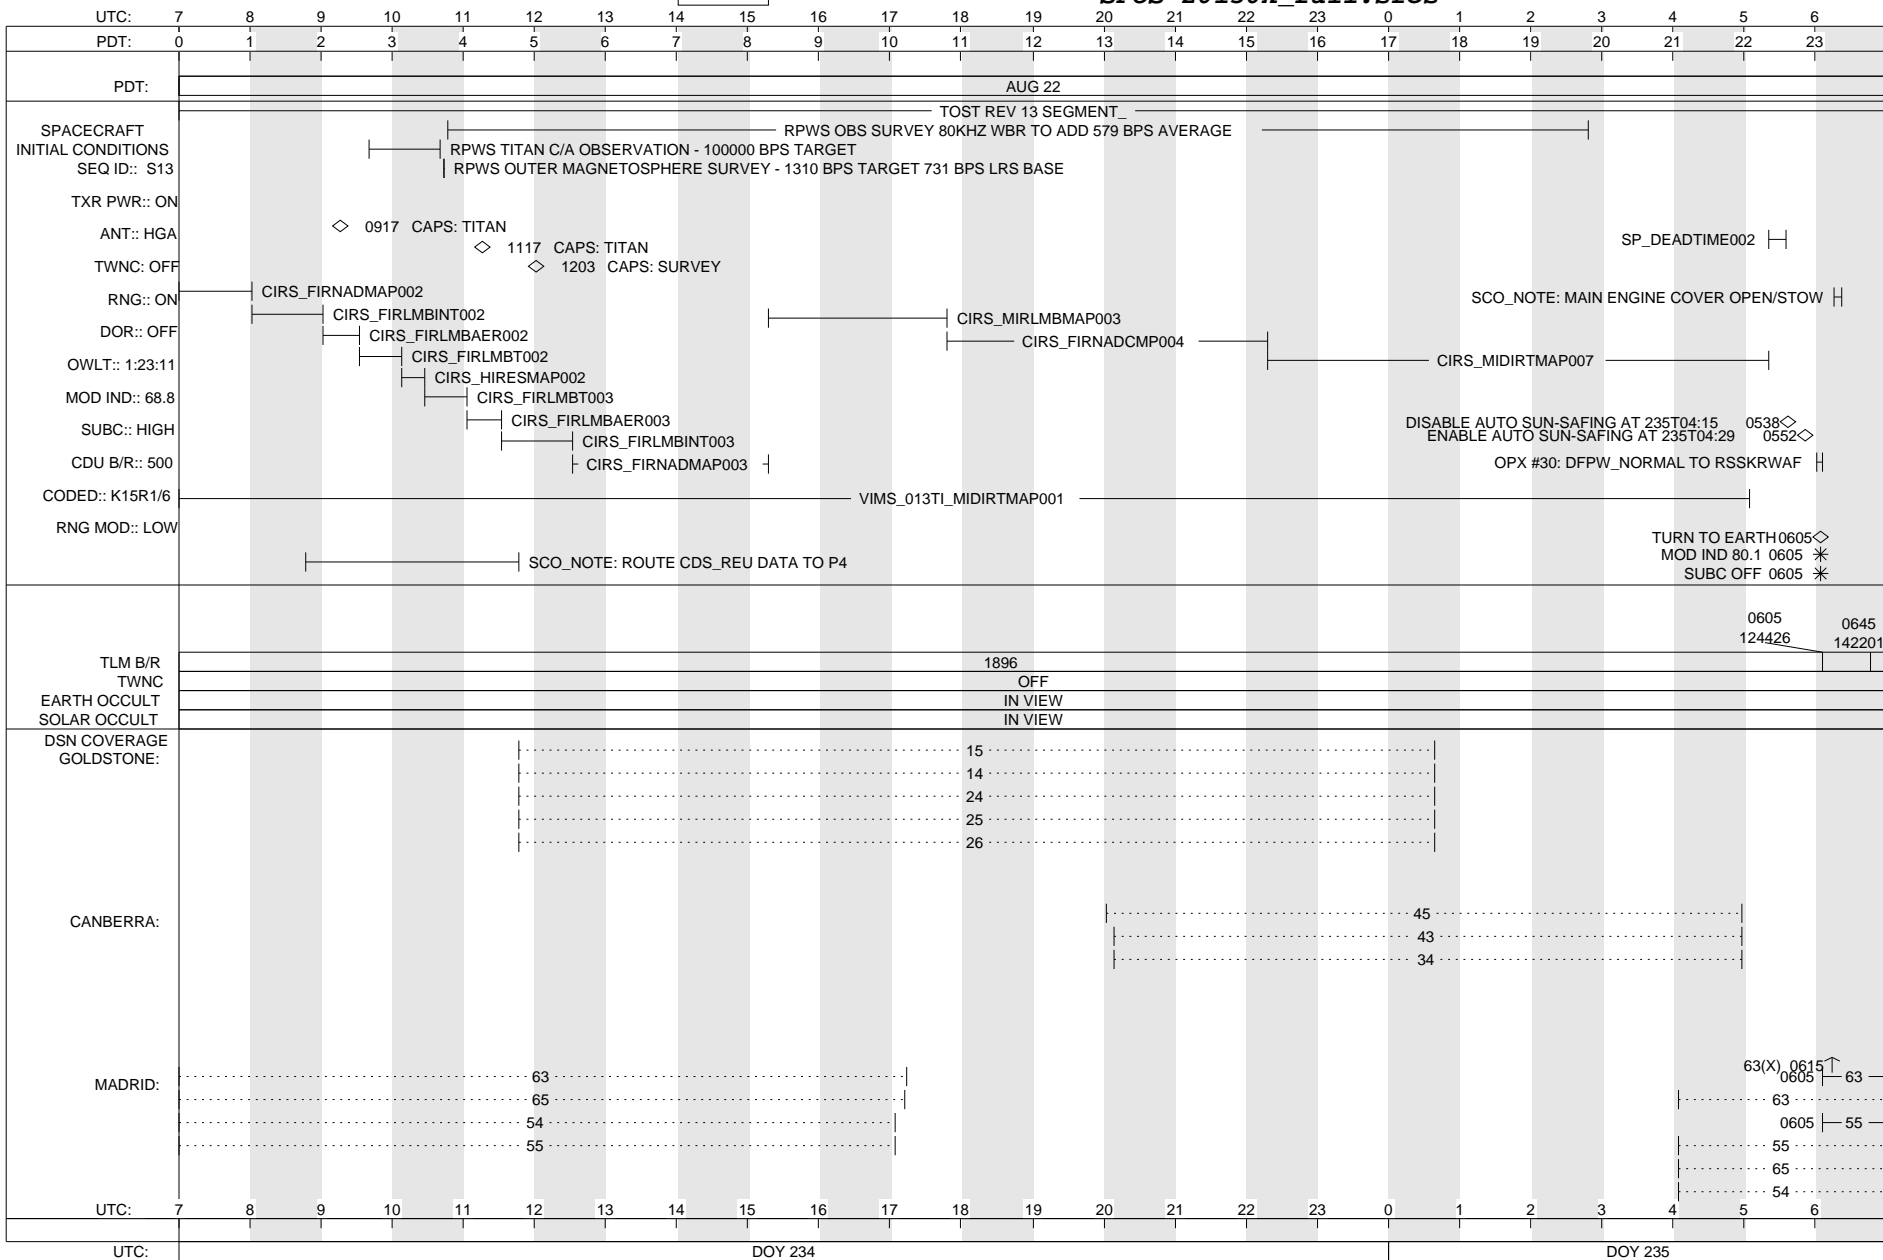 SFOS 20130A_Full.SFOS
UTC: 7 8 9 10 11 12 13 14 15 16 17 18 19 20 21 22 23 0 1 2 3 4 5 6
PDT: 0 1 2 3 4 5 6 7 8 9 10 11 12 13 14 15 16 17 18 19 20 21 22 23
PDT: AUG 22
TOST REV 13 SEGMENT_
SPACECRAFT RPWS OBS SURVEY 80KHZ WBR TO ADD 579 BPS AVERAGE
INITIAL CONDITIONS RPWS TITAN C/A OBSERVATION - 100000 BPS TARGET
SEQ ID:: S13 RPWS OUTER MAGNETOSPHERE SURVEY - 1310 BPS TARGET 731 BPS LRS BASE
TXR PWR:: ON
0917 CAPS: TITAN
ANT:: HGA SP_DEADTIME002
1117 CAPS: TITAN
TWNC: OFF 1203 CAPS: SURVEY
CIRS_FIRNADMAP002
RNG:: ON SCO_NOTE: MAIN ENGINE COVER OPEN/STOW
CIRS_FIRLMBINT002 CIRS_MIRLMBMAP003
DOR:: OFF CIRS_FIRLMBAER002 CIRS_FIRNADCMP004
CIRS_FIRLMBT002 CIRS_MIDIRTMAP007
OWLT:: 1:23:11
CIRS_HIRESMAP002
MOD IND:: 68.8 CIRS_FIRLMBT003
CIRS_FIRLMBAER003 DISABLE AUTO SUN-SAFING AT 235T04:15 0538
SUBC:: HIGH ENABLE AUTO SUN-SAFING AT 235T04:29 0552
CIRS_FIRLMBINT003
CDU B/R:: 500 CIRS_FIRNADMAP003 OPX #30: DFPW_NORMAL TO RSSKRWAF
CODED:: K15R1/6 VIMS_013TI_MIDIRTMAP001
RNG MOD:: LOW
TURN TO EARTH 0605
MOD IND 80.1 0605
SCO_NOTE: ROUTE CDS_REU DATA TO P4
SUBC OFF 0605
0605 0645
124426 142201
TLM B/R 1896
TWNC OFF
EARTH OCCULT IN VIEW
SOLAR OCCULT IN VIEW
DSN COVERAGE
GOLDSTONE: 15
14
24
25
26
CANBERRA: 45
43
34
63(X) 0615
MADRID: 63 0605 63
65 63
54 0605 55
55 55
65
54
UTC: 7 8 9 10 11 12 13 14 15 16 17 18 19 20 21 22 23 0 1 2 3 4 5 6
UTC: DOY 234 DOY 235